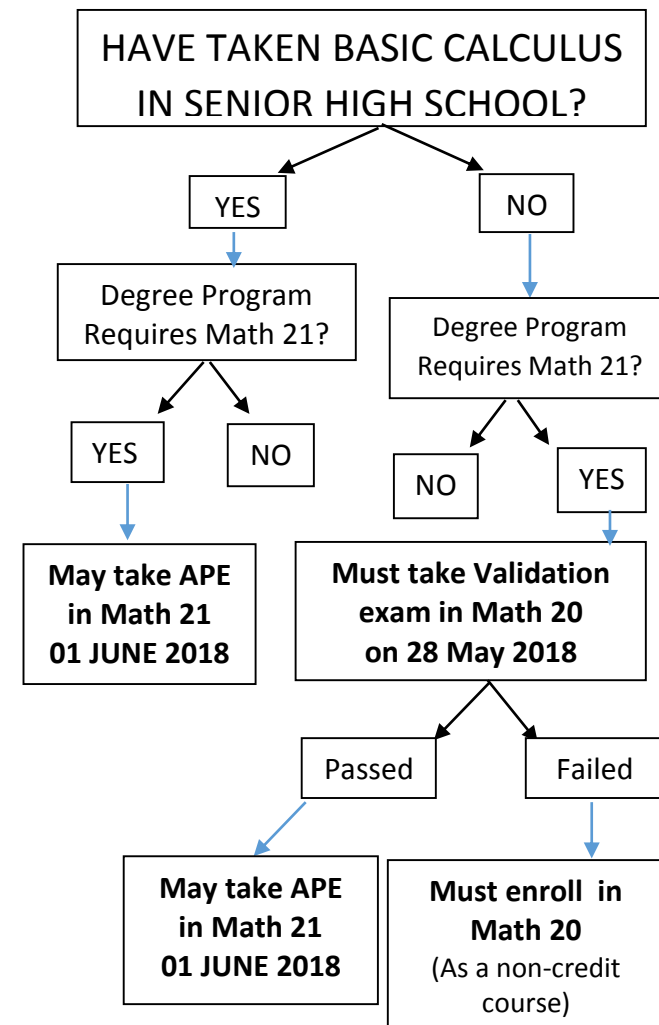 HAVE TAKEN BASIC CALCULUS
IN SENIOR HIGH SCHOOL?
YES
NO
Degree Program
Requires Math 21?
Degree Program
Requires Math 21?
YES
NO
NO
YES
May take APE
in Math 21
01 JUNE 2018
Must take Validation
exam in Math 20
on 28 May 2018
Passed
Failed
May take APE
in Math 21
01 JUNE 2018
Must enroll in
Math 20
(As a non-credit
course)